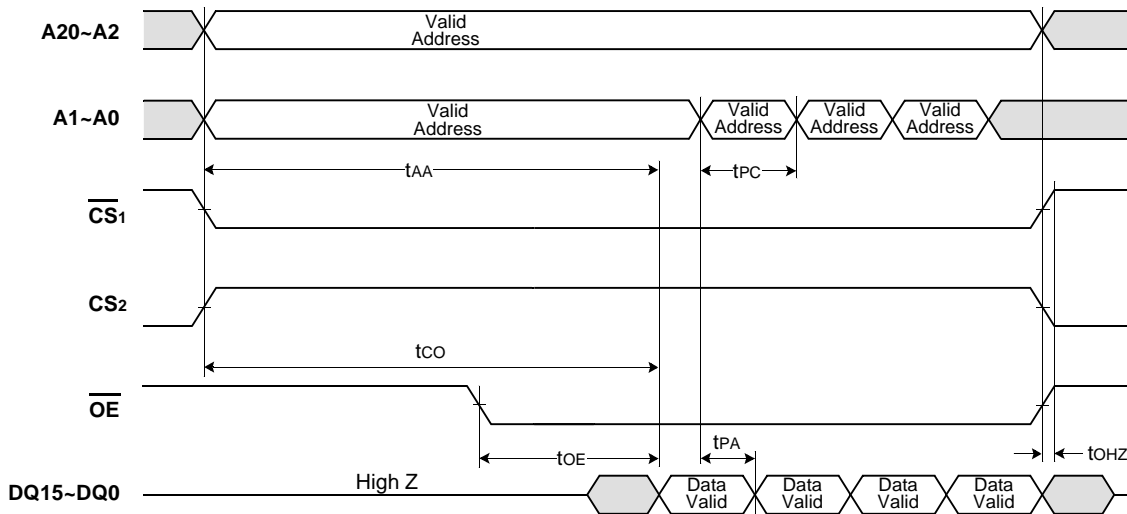 A20~A2
Valid
Address
A1~A0
Valid
Address
Valid
Address
Valid
Address
Valid
Address
tAA
tPC
CS1
CS2
tCO
OE
tOE
tPA
tOHZ
DQ15~DQ0
High Z
Data
Valid
Data
Valid
Data
Valid
Data
Valid